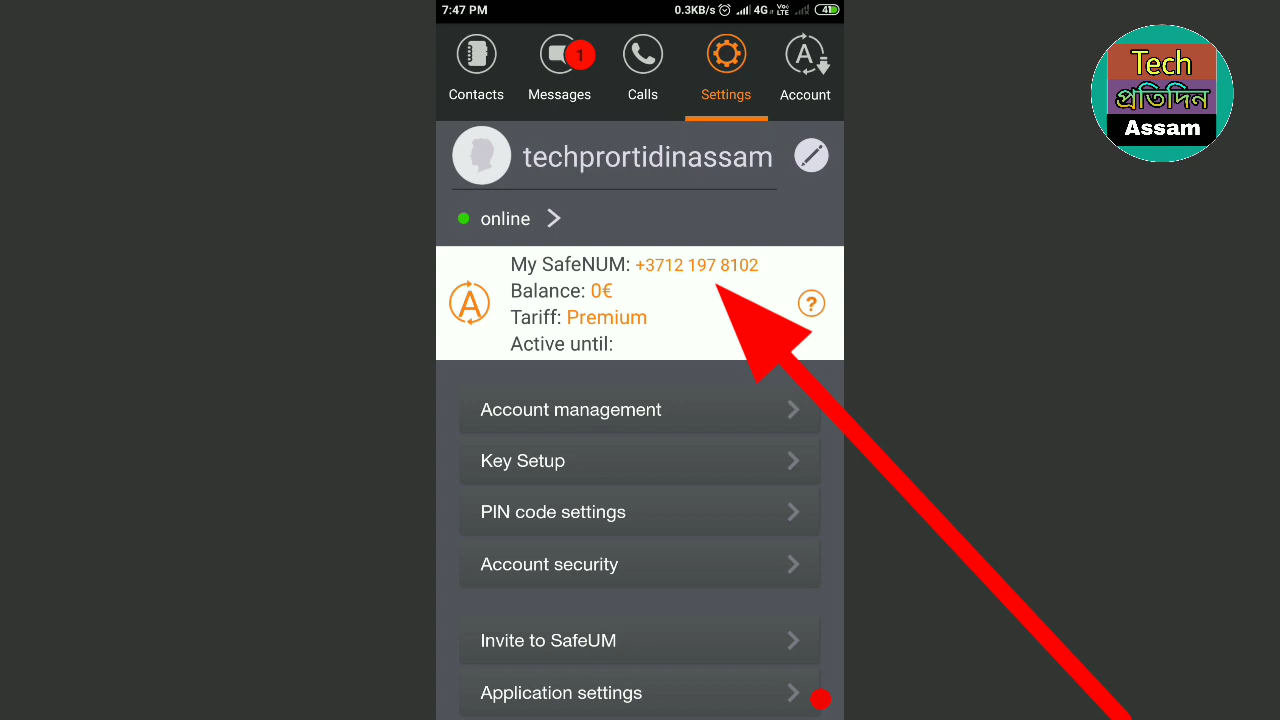 7:47 PM
0.3KB/s 4G VoLTE 41
Contacts
1
Messages
Calls
Settings
A
Account
techprortidinassam
online
My SafeNUM: +3712 197 8102
Balance: 0€
Tariff: Premium
Active until:
A
?
Account management
Key Setup
PIN code settings
Account security
Invite to SafeUM
Application settings
Tech
প্রতিদিন
Assam